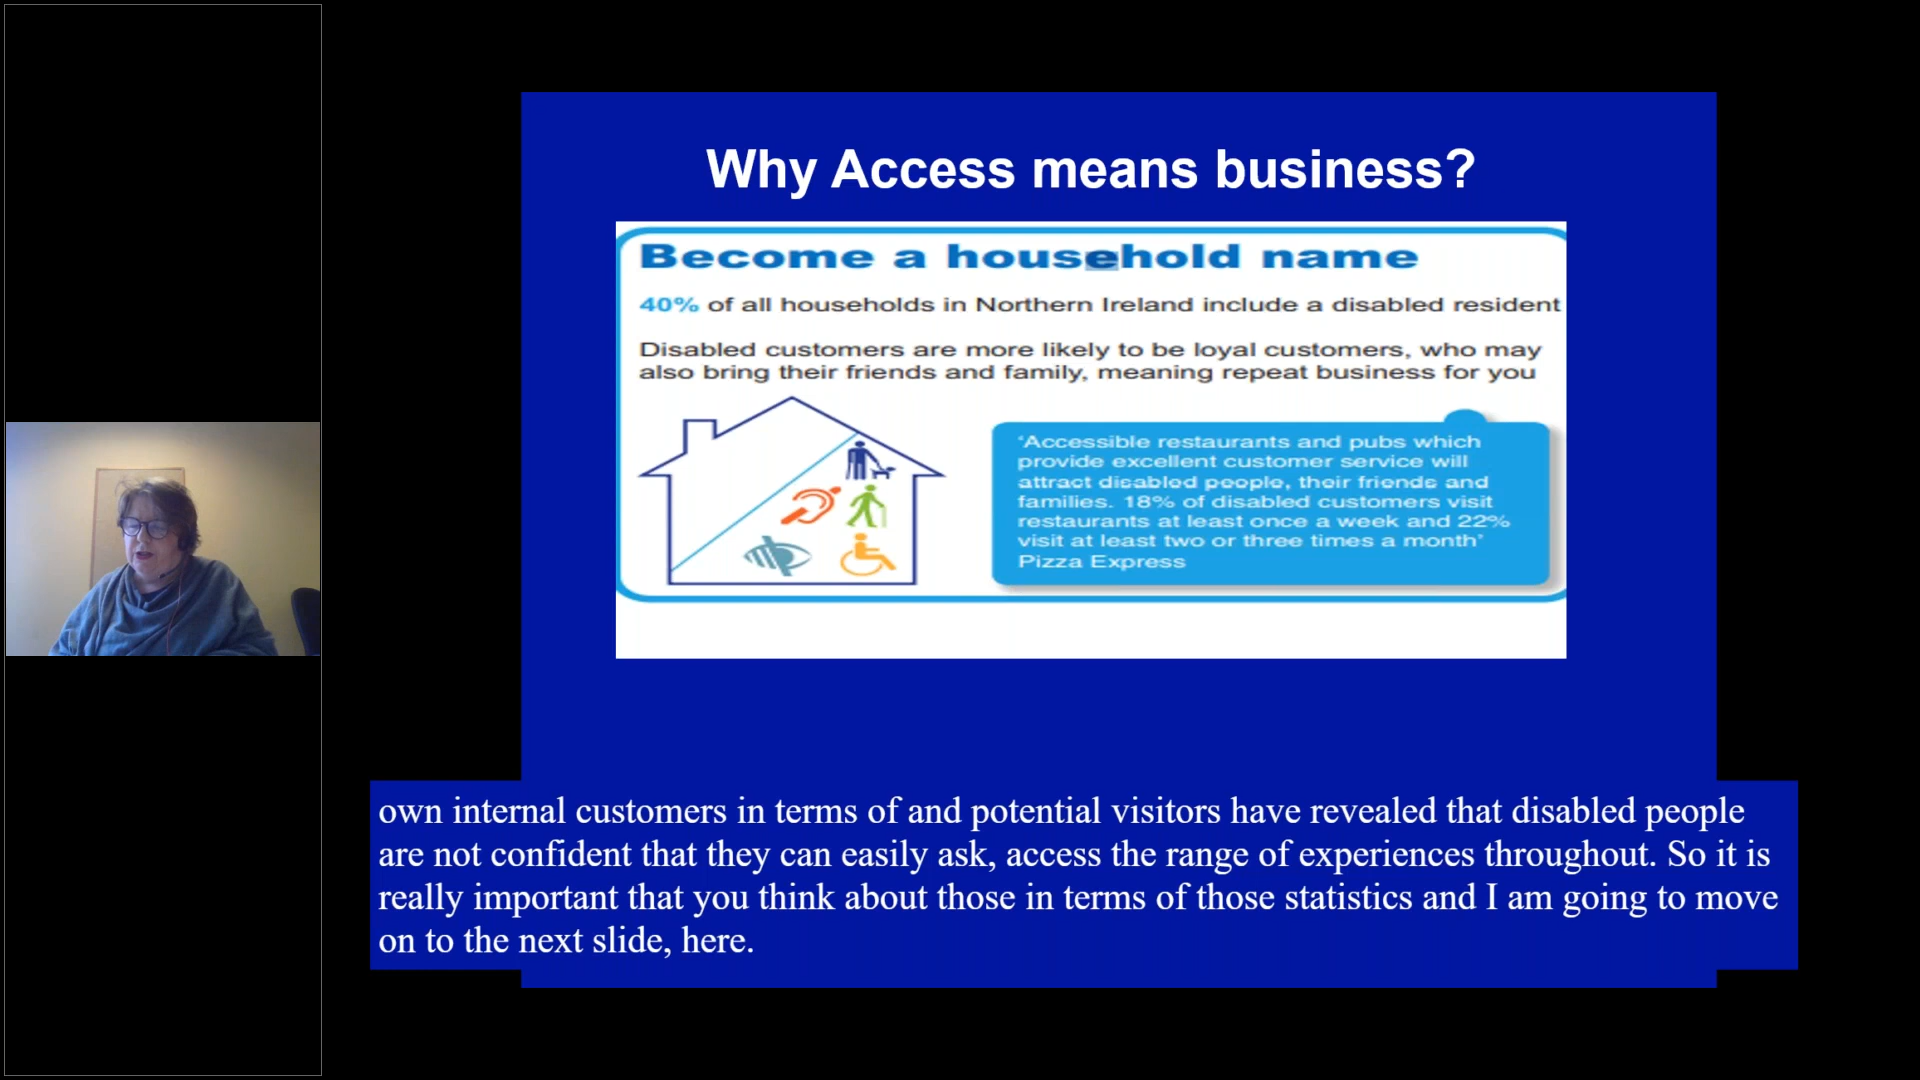 Why Access means business?
Become a household name
40% of all households in Northern Ireland include a disabled resident
Disabled customers are more likely to be loyal customers, who may
also bring their friends and family, meaning repeat business for you
‘Accessible restaurants and pubs which
provide excellent customer service will
attract disabled people, their friends and
families. 18% of disabled customers visit
restaurants at least once a week and 22%
visit at least two or three times a month’
Pizza Express
own internal customers in terms of and potential visitors have revealed that disabled people
are not confident that they can easily ask, access the range of experiences throughout. So it is
really important that you think about those in terms of those statistics and I am going to move
on to the next slide, here.